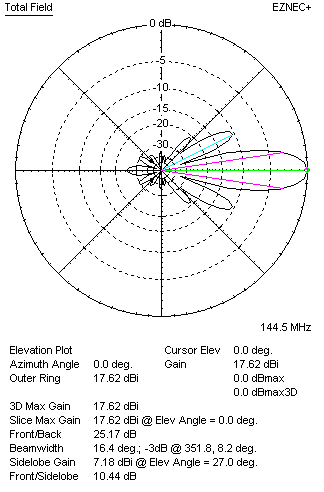 Total Field
EZNEC+
0 dB
-5
-10
-15
-20
-30
144.5 MHz
Elevation Plot
Azimuth Angle 0.0 deg.
Outer Ring 17.62 dBi
Cursor Elev 0.0 deg.
Gain 17.62 dBi
0.0 dBmax
0.0 dBmax3D
3D Max Gain 17.62 dBi
Slice Max Gain 17.62 dBi @ Elev Angle = 0.0 deg.
Front/Back 25.17 dB
Beamwidth 16.4 deg.; -3dB @ 351.8, 8.2 deg.
Sidelobe Gain 7.18 dBi @ Elev Angle = 27.0 deg.
Front/Sidelobe 10.44 dB